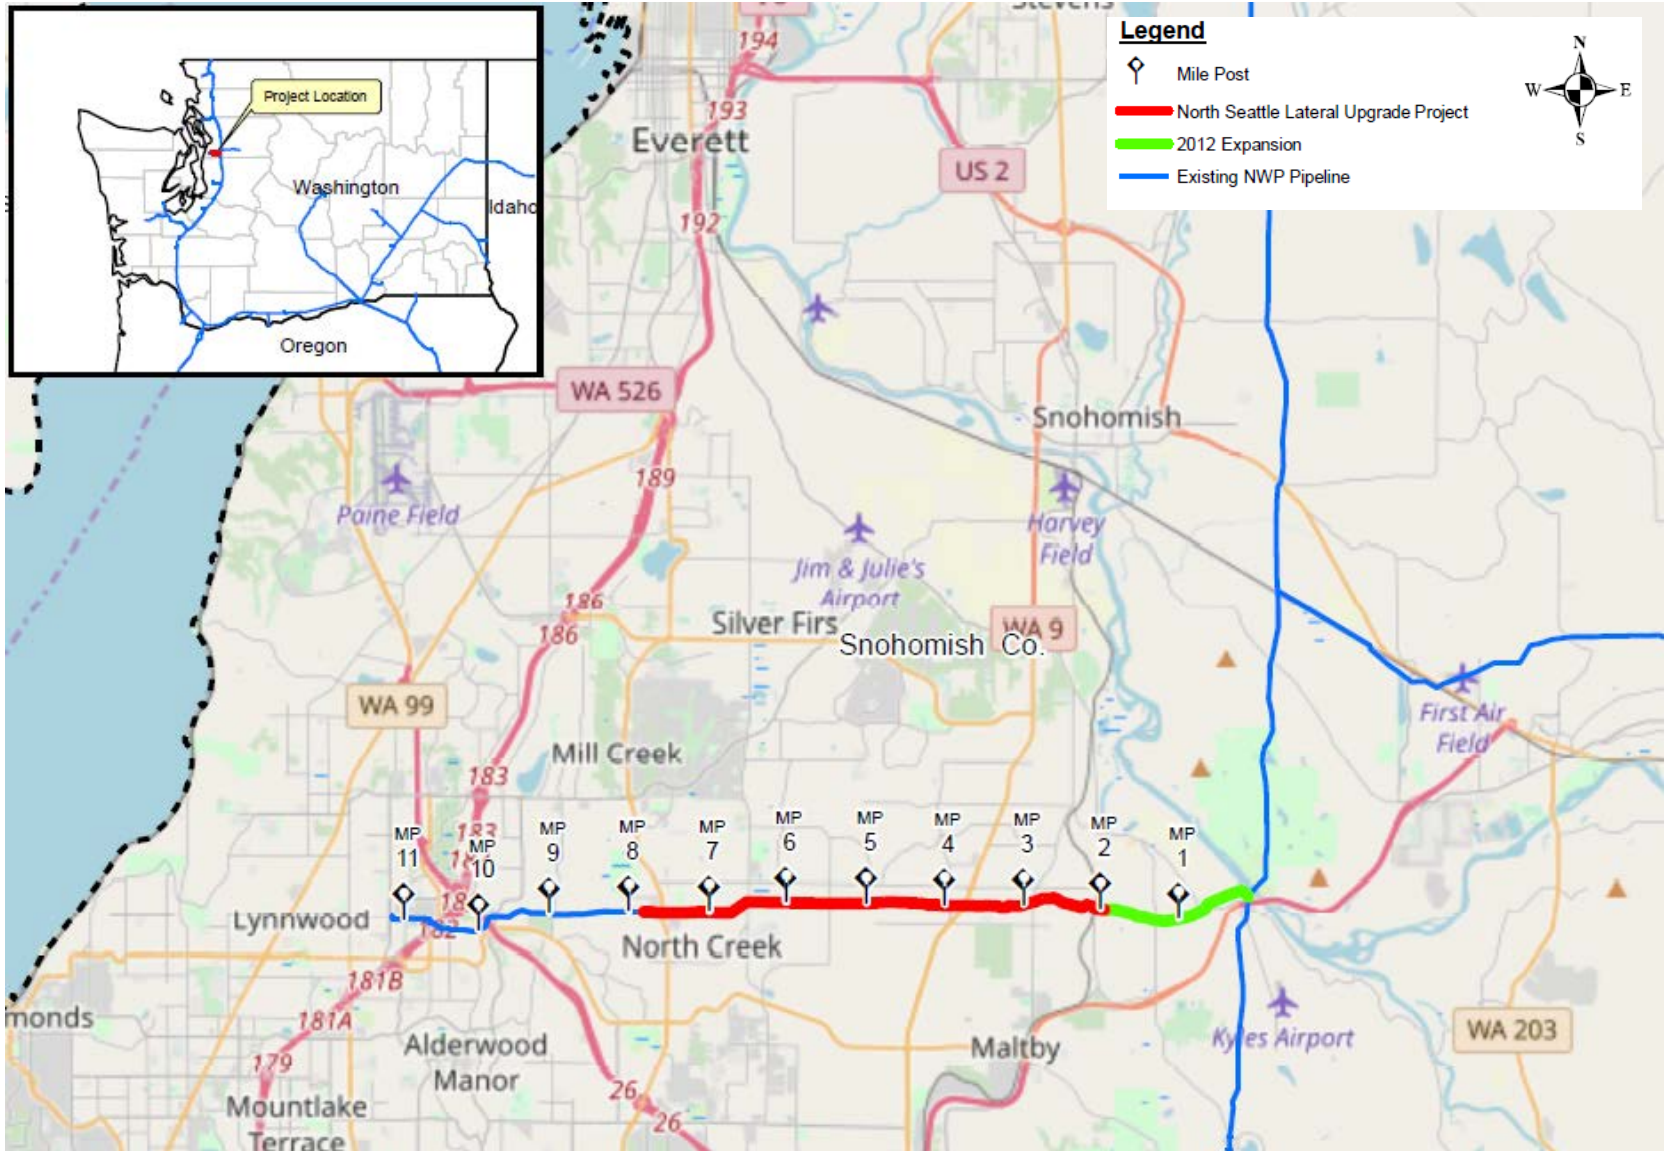 Project Location
Washington
Idaho
Oregon
Legend
Mile Post
North Seattle Lateral Upgrade Project
2012 Expansion
Existing NWP Pipeline
N
W
E
S
194
193
Everett
US 2
192
WA 526
Snohomish
189
Paine Field
Harvey
Field
Jim & Julie's
Airport
186
186
Silver Firs
WA 9
Snohomish Co.
WA 99
First Air
Field
Mill Creek
183
183
MP
11
MP
10
MP
9
MP
8
MP
7
MP
6
MP
5
MP
4
MP
3
MP
2
MP
1
Lynnwood
182
North Creek
181B
181A
monds
179
Alderwood
Manor
Maltby
Kyles Airport
WA 203
26
26
Mountlake
Terrace